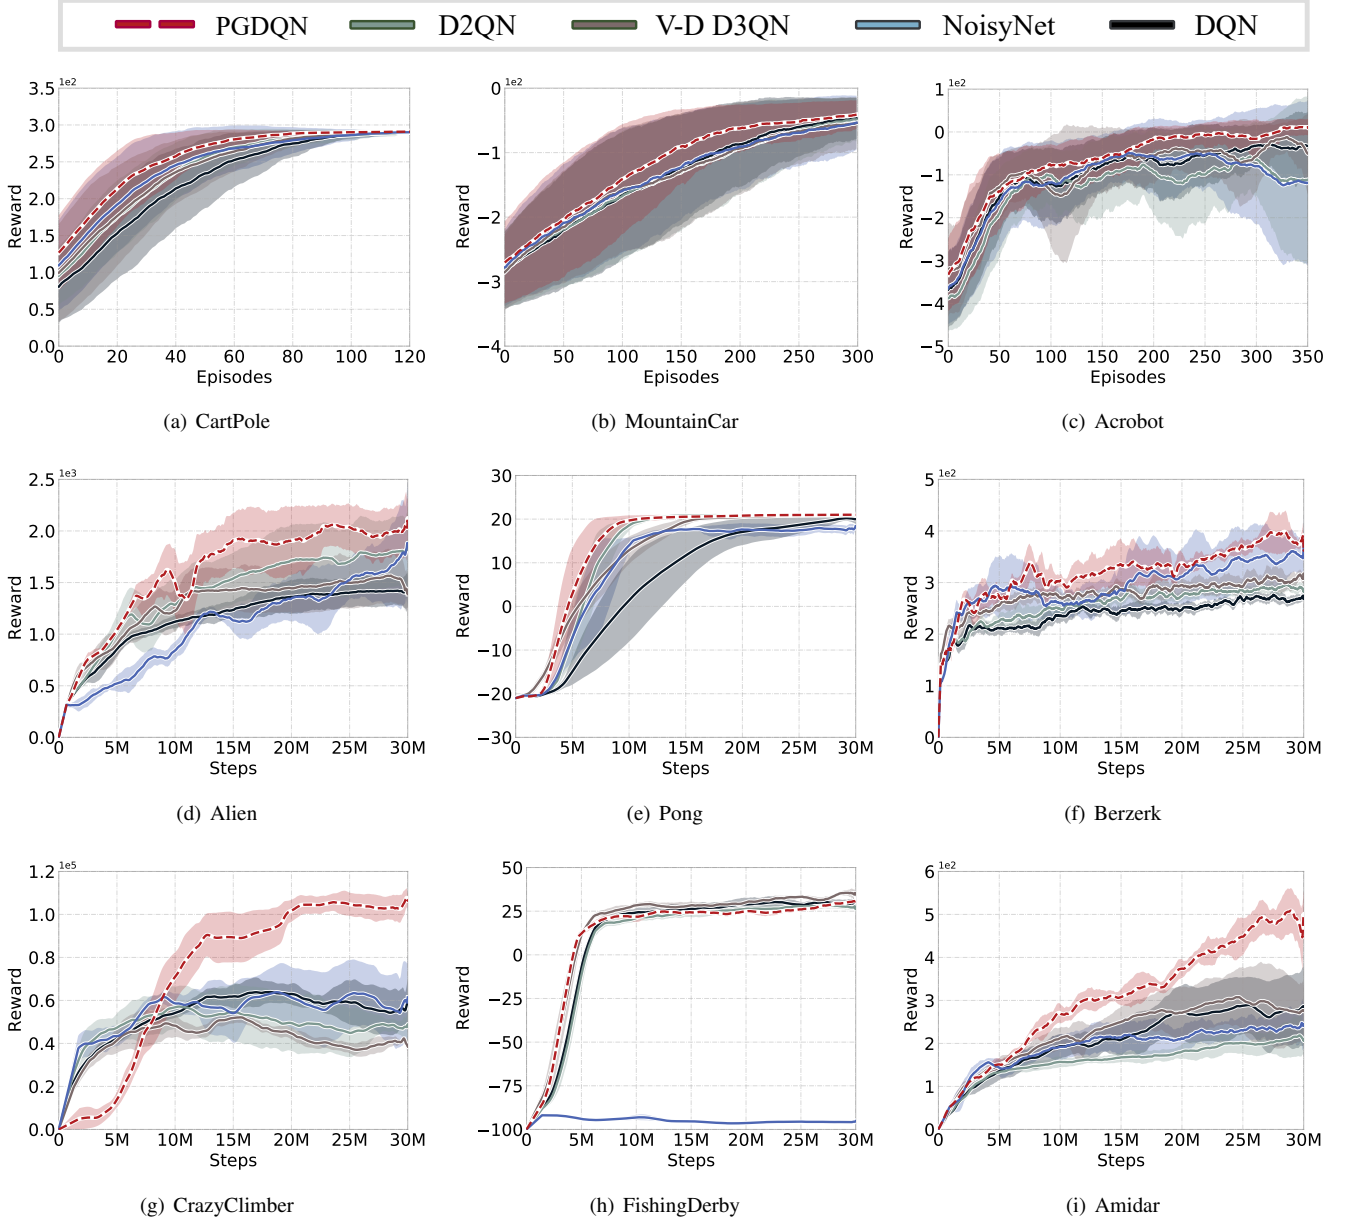 PGDQN D2QN V-D D3QN NoisyNet DQN
1e2
3.5
3.0
2.5
2.0
1.5
1.0
0.5
0.0
Reward
0 20 40 60 80 100 120
Episodes
(a) CartPole
1e2
0
−1
−2
−3
−4
Reward
0 50 100 150 200 250 300
Episodes
(b) MountainCar
1e2
1
0
−1
−2
−3
−4
−5
Reward
0 50 100 150 200 250 300 350
Episodes
(c) Acrobot
1e3
2.5
2.0
1.5
1.0
0.5
0.0
Reward
0 5M 10M 15M 20M 25M 30M
Steps
(d) Alien
30
20
10
0
−10
−20
−30
Reward
0 5M 10M 15M 20M 25M 30M
Steps
(e) Pong
1e2
5
4
3
2
1
0
Reward
0 5M 10M 15M 20M 25M 30M
Steps
(f) Berzerk
1e5
1.2
1.0
0.8
0.6
0.4
0.2
0.0
Reward
0 5M 10M 15M 20M 25M 30M
Steps
(g) CrazyClimber
50
25
0
−25
−50
−75
−100
Reward
0 5M 10M 15M 20M 25M 30M
Steps
(h) FishingDerby
1e2
6
5
4
3
2
1
0
Reward
0 5M 10M 15M 20M 25M 30M
Steps
(i) Amidar